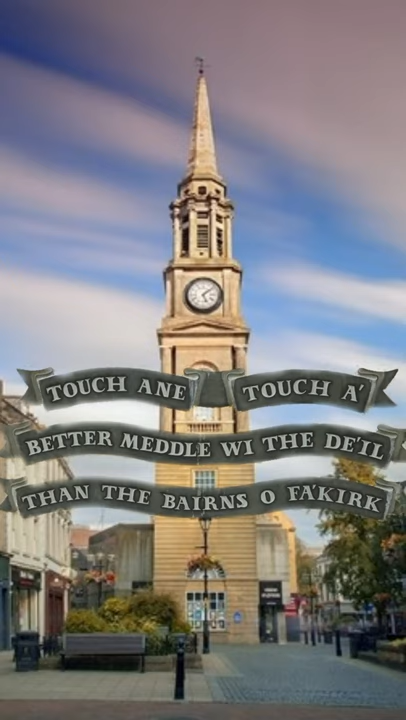 TOUCH ANE TOUCH A'
BETTER MEDDLE WI THE DE'IL
THAN THE BAIRNS O FA'KIRK